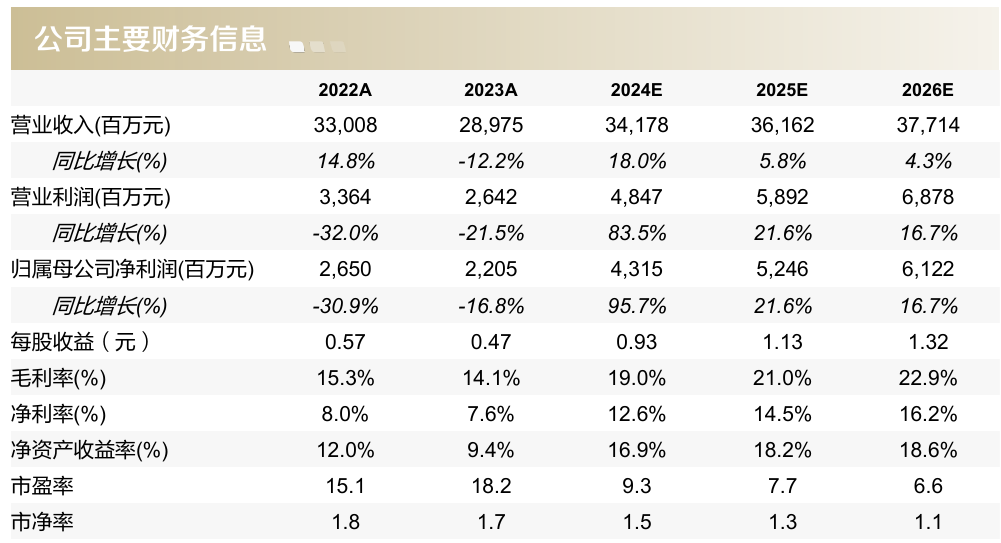 公司主要财务信息
2022A 2023A 2024E 2025E 2026E
营业收入(百万元) 33,008 28,975 34,178 36,162 37,714
同比增长(%) 14.8% -12.2% 18.0% 5.8% 4.3%
营业利润(百万元) 3,364 2,642 4,847 5,892 6,878
同比增长(%) -32.0% -21.5% 83.5% 21.6% 16.7%
归属母公司净利润(百万元) 2,650 2,205 4,315 5,246 6,122
同比增长(%) -30.9% -16.8% 95.7% 21.6% 16.7%
每股收益（元） 0.57 0.47 0.93 1.13 1.32
毛利率(%) 15.3% 14.1% 19.0% 21.0% 22.9%
净利率(%) 8.0% 7.6% 12.6% 14.5% 16.2%
净资产收益率(%) 12.0% 9.4% 16.9% 18.2% 18.6%
市盈率 15.1 18.2 9.3 7.7 6.6
市净率 1.8 1.7 1.5 1.3 1.1